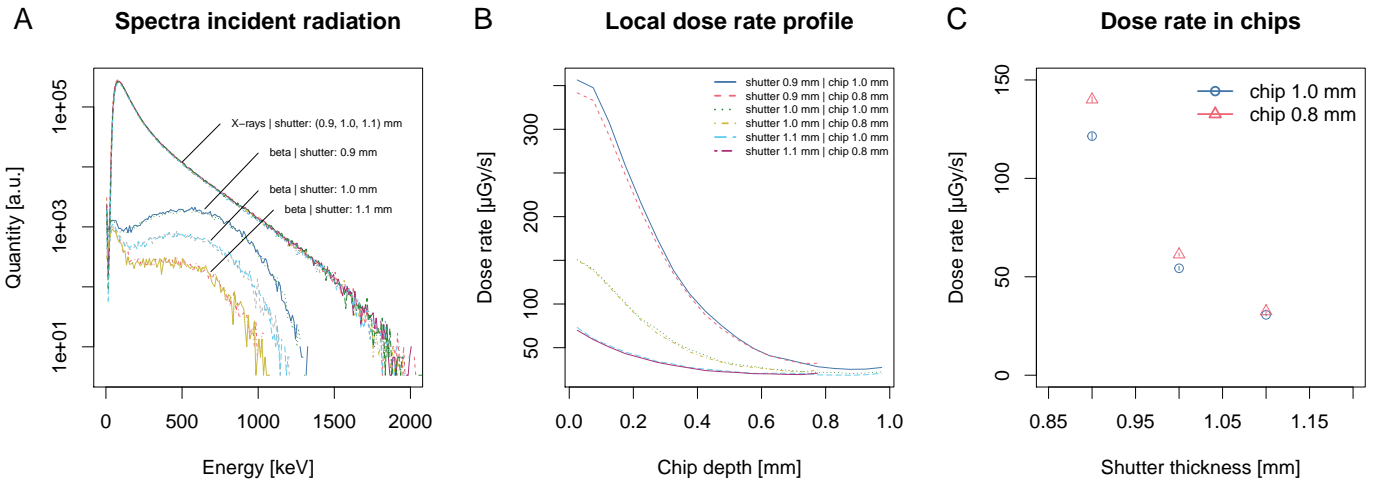 A
Spectra incident radiation
Quantity [a.u.]
1e+05
1e+03
1e+01
X−rays | shutter: (0.9, 1.0, 1.1) mm
beta | shutter: 0.9 mm
beta | shutter: 1.0 mm
beta | shutter: 1.1 mm
0
500
1000
1500
2000
Energy [keV]
B
Local dose rate profile
Dose rate [µGy/s]
300
200
100
50
shutter 0.9 mm | chip 1.0 mm
shutter 0.9 mm | chip 0.8 mm
shutter 1.0 mm | chip 1.0 mm
shutter 1.0 mm | chip 0.8 mm
shutter 1.1 mm | chip 1.0 mm
shutter 1.1 mm | chip 0.8 mm
0.0
0.2
0.4
0.6
0.8
1.0
Chip depth [mm]
C
Dose rate in chips
Dose rate [µGy/s]
150
100
50
0
chip 1.0 mm
chip 0.8 mm
0.85
0.95
1.05
1.15
Shutter thickness [mm]